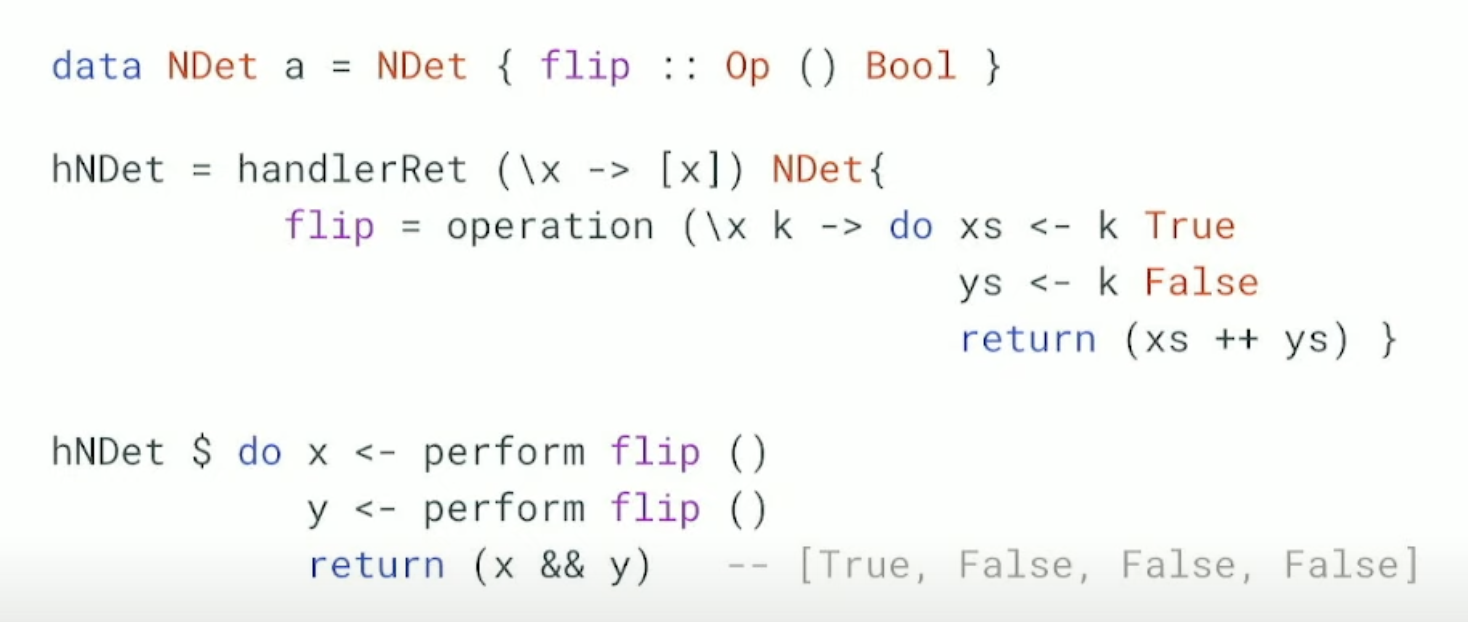 data NDet a = NDet { flip :: Op () Bool }
hNDet = handlerRet (\x -> [x]) NDet{
flip = operation (\x k -> do xs <- k True
ys <- k False
return (xs ++ ys) }
hNDet $ do x <- perform flip ()
y <- perform flip ()
return (x && y) -- [True, False, False, False]